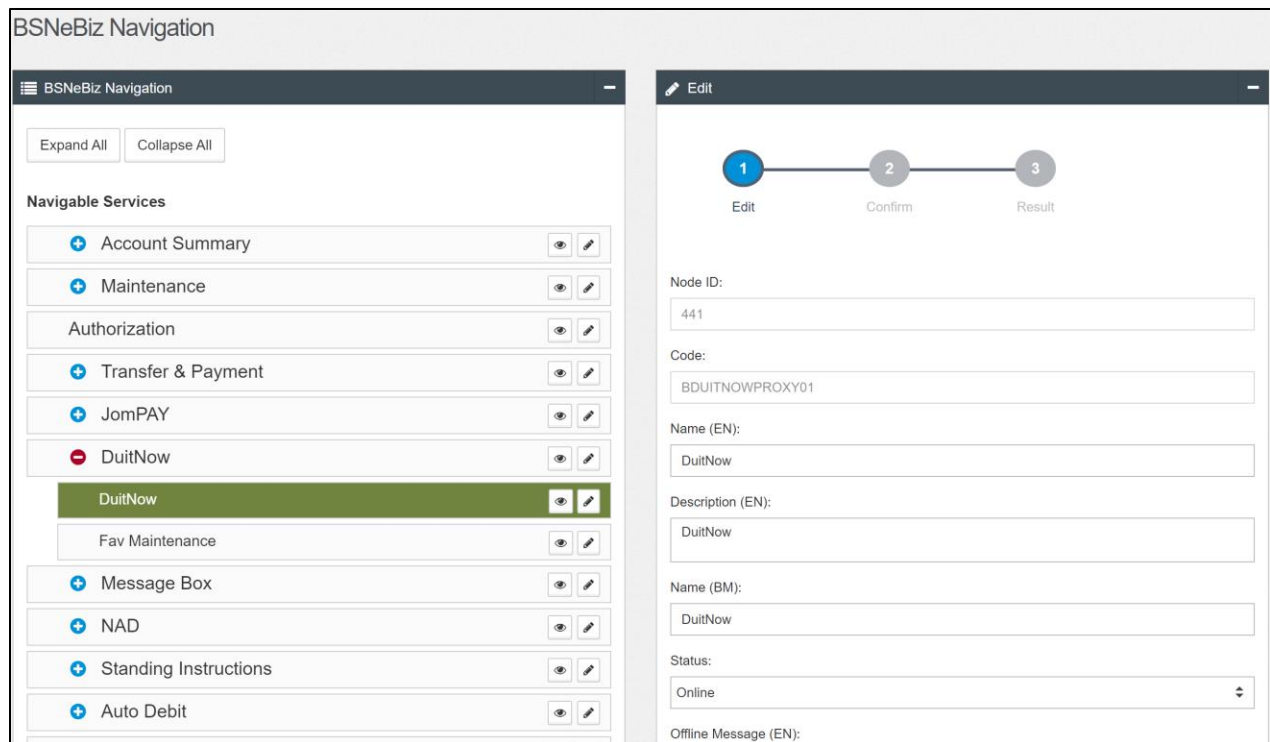 BSNeBiz Navigation
BSNeBiz Navigation
Expand All
Collapse All
Navigable Services
Account Summary
Maintenance
Authorization
Transfer & Payment
JomPAY
DuitNow
DuitNow
Fav Maintenance
Message Box
NAD
Standing Instructions
Auto Debit
Edit
1
2
3
Edit
Confirm
Result
Node ID:
441
Code:
BDUITNOWPROXY01
Name (EN):
DuitNow
Description (EN):
DuitNow
Name (BM):
DuitNow
Status:
Online
Offline Message (EN):